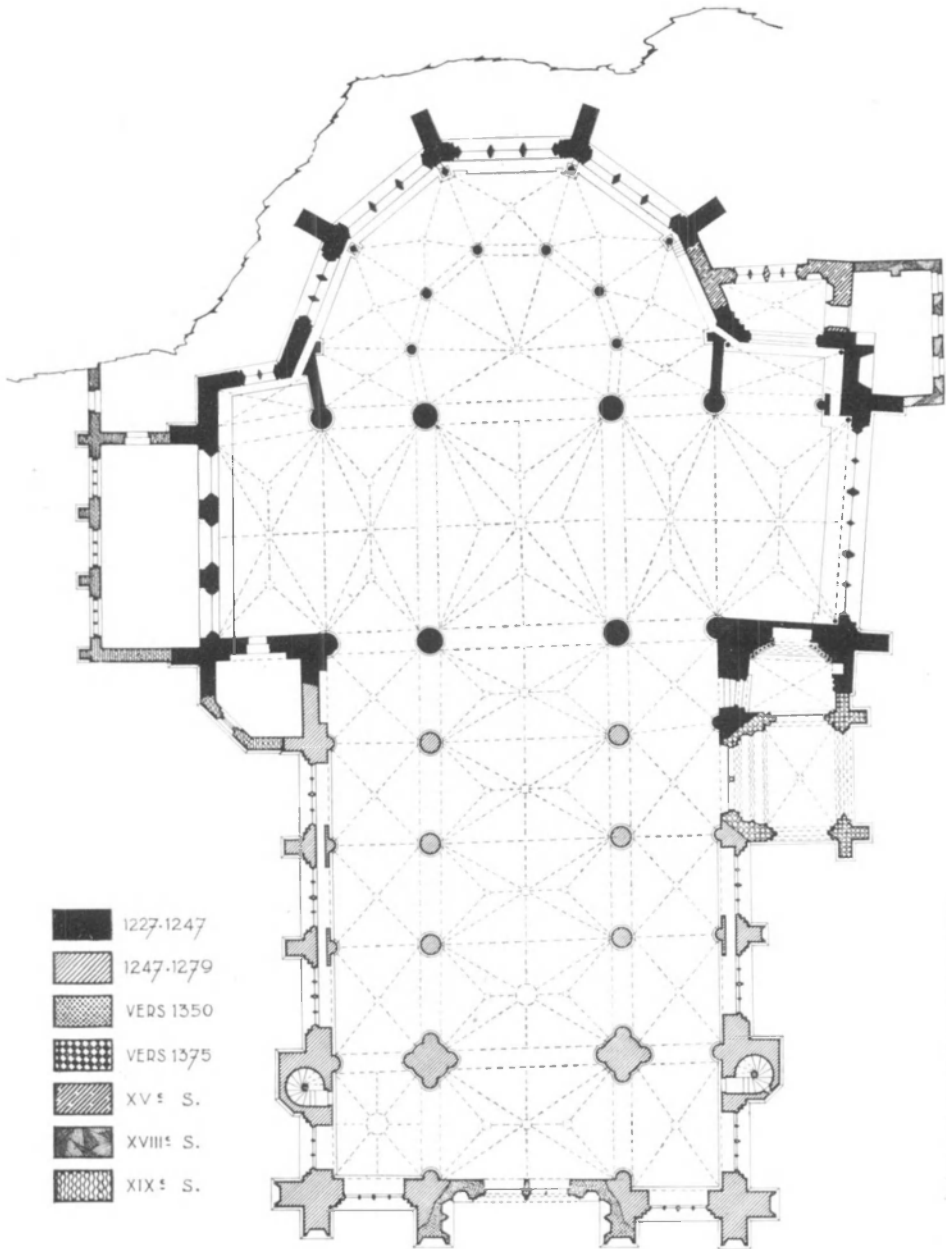 1227·1247
1247·1279
VERS 1350
VERS 1375
XVᵉ S.
XVIIIᵉ S.
XIXᵉ S.